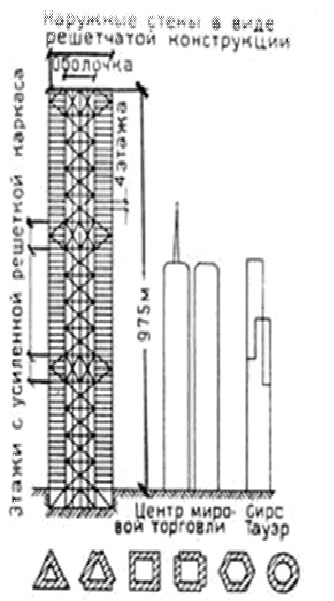 Наружные стены в виде
решетчатой конструкции
Оболочка
Этажи с усиленной решеткой каркаса
4 этажа
975м
Центр миро-
вой торговли
Сирс
Тауэр